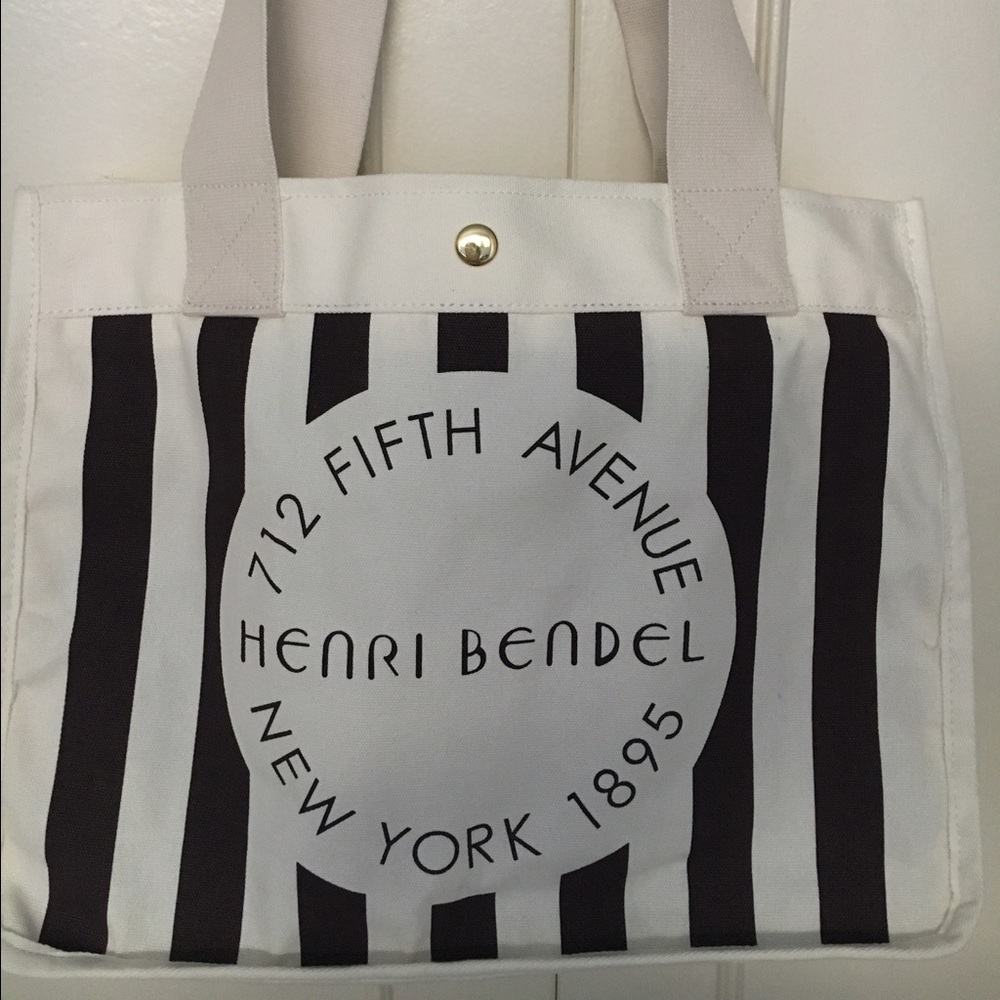 712 FIFTH AVENUE
HENRI BENDEL
NEW YORK 1895